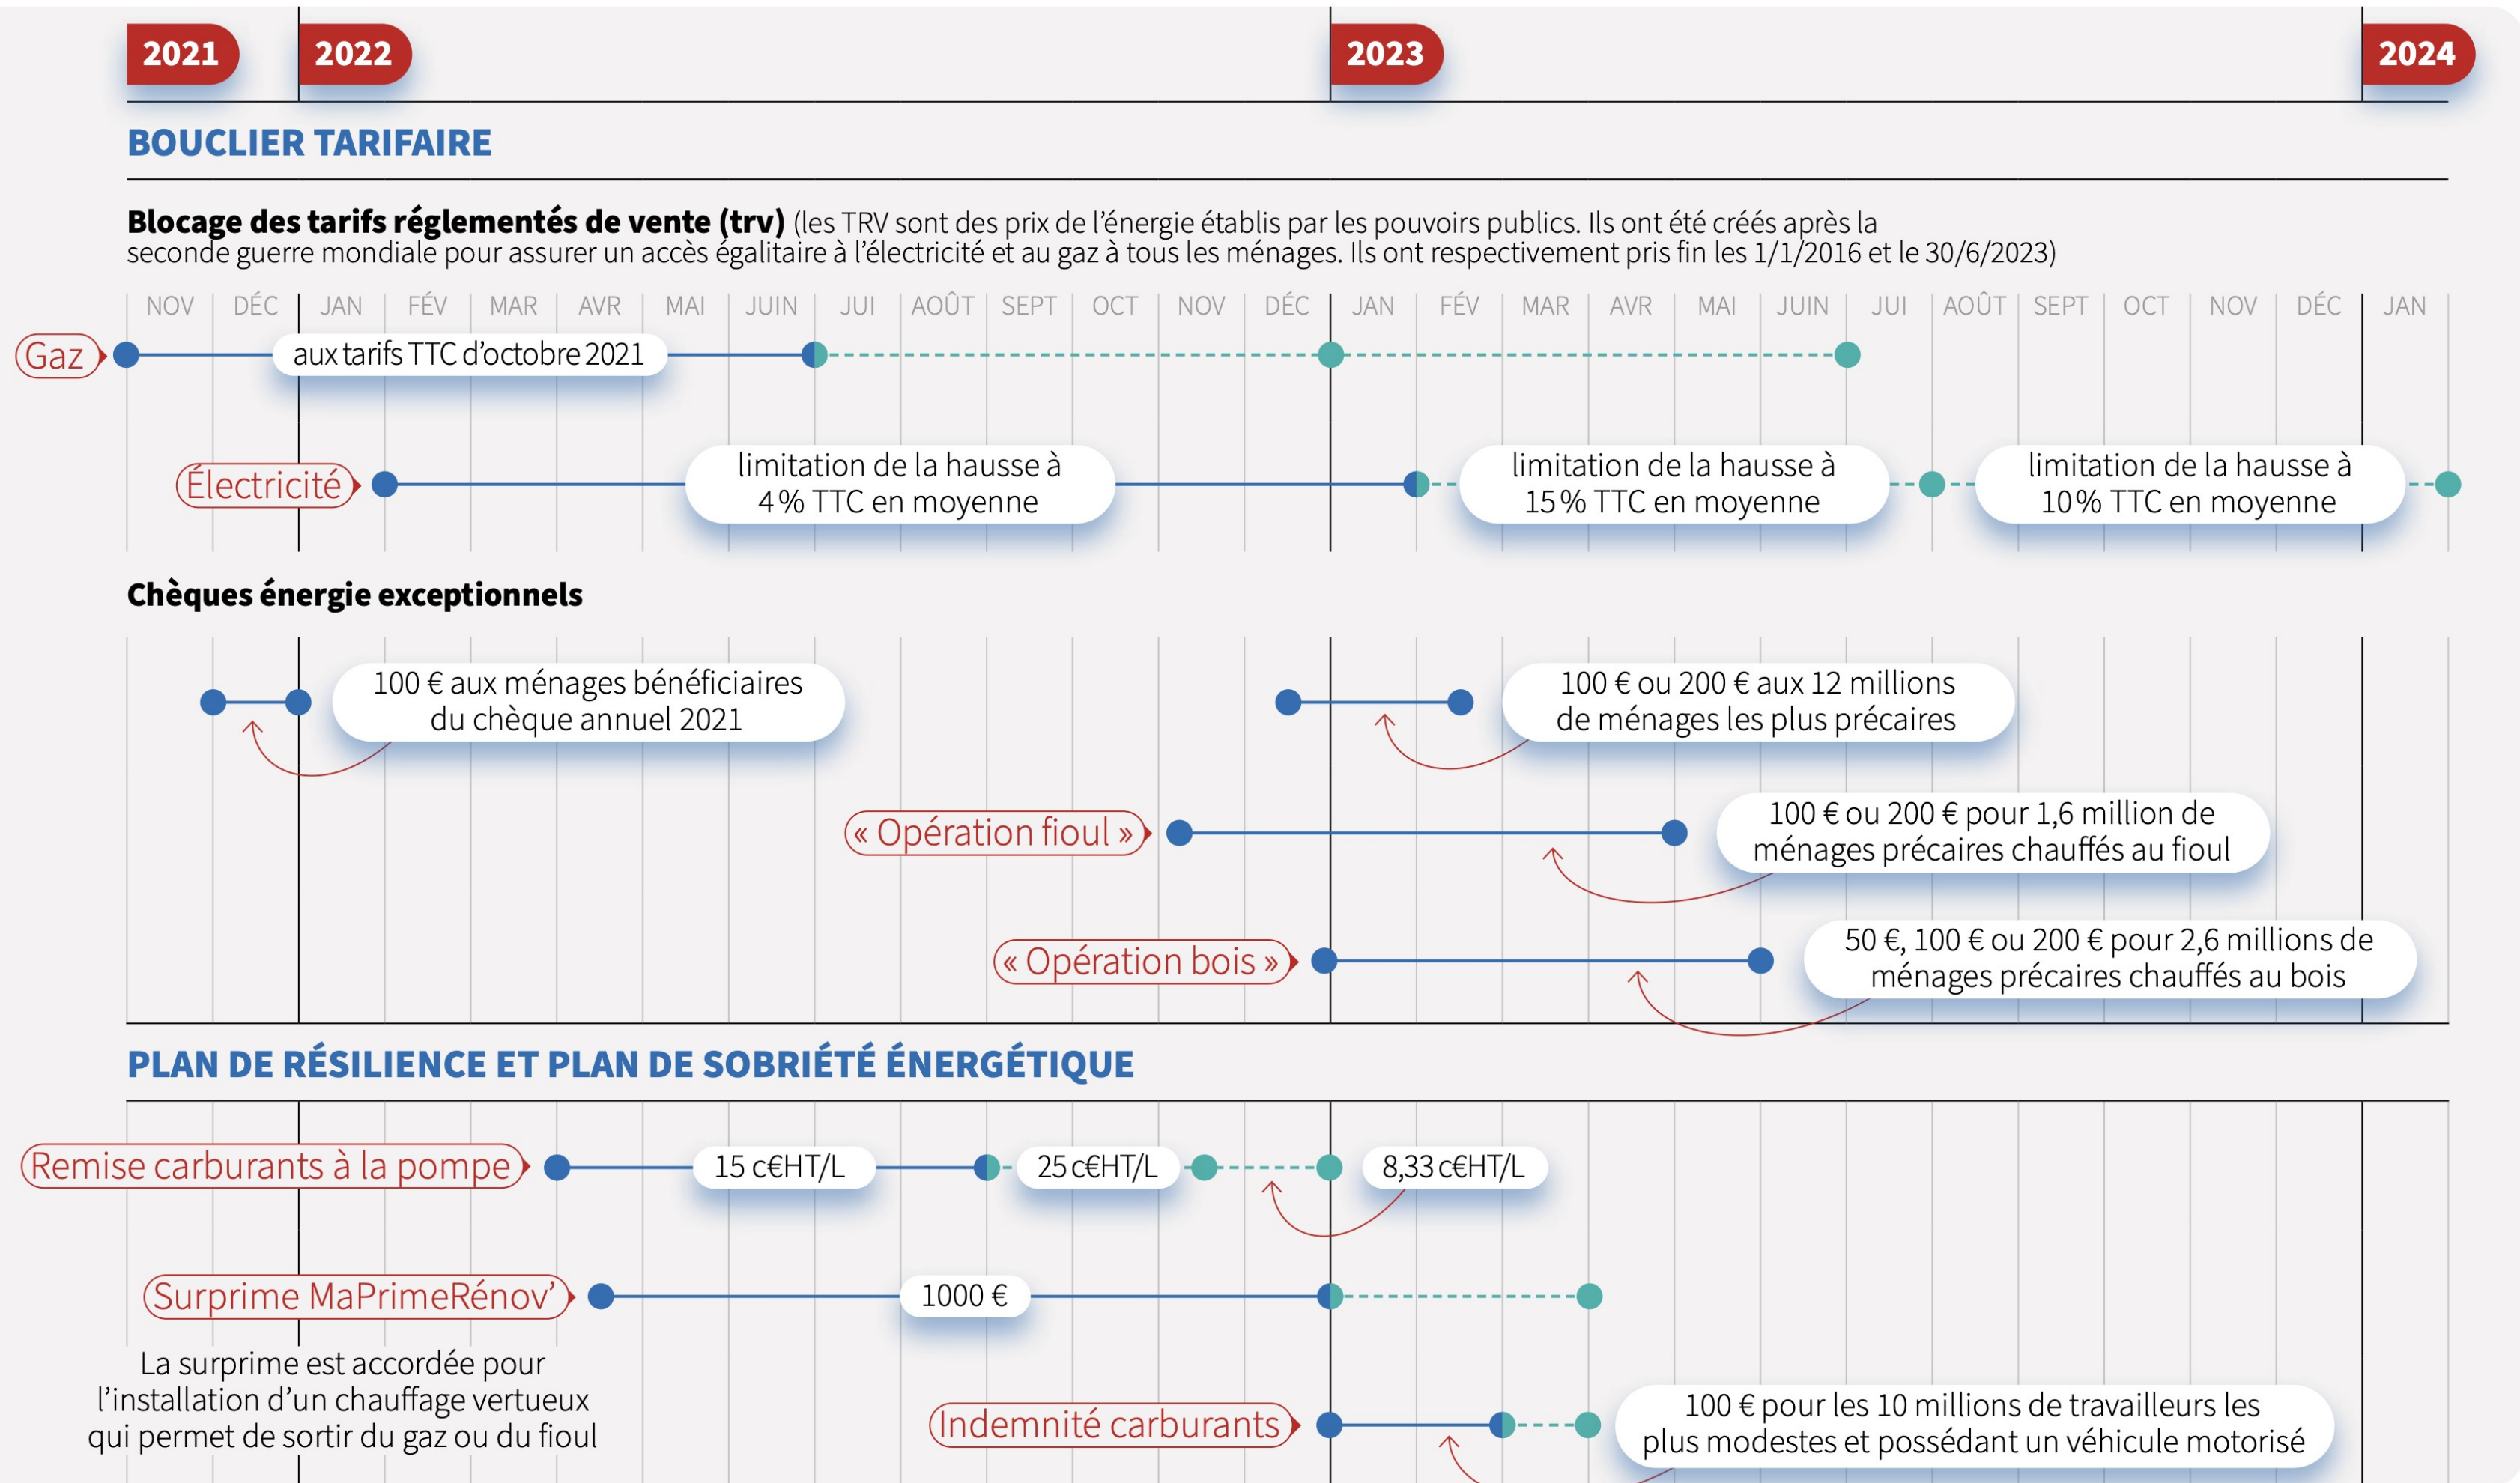 2021 2022 2023 2024
BOUCLIER TARIFAIRE
Blocage des tarifs réglementés de vente (trv) (les TRV sont des prix de l’énergie établis par les pouvoirs publics. Ils ont été créés après la
seconde guerre mondiale pour assurer un accès égalitaire à l’électricité et au gaz à tous les ménages. Ils ont respectivement pris fin les 1/1/2016 et le 30/6/2023)
NOV DÉC JAN FÉV MAR AVR MAI JUIN JUI AOÛT SEPT OCT NOV DÉC JAN FÉV MAR AVR MAI JUIN JUI AOÛT SEPT OCT NOV DÉC JAN
Gaz
aux tarifs TTC d’octobre 2021
Électricité
limitation de la hausse à
4 % TTC en moyenne
limitation de la hausse à
15 % TTC en moyenne
limitation de la hausse à
10 % TTC en moyenne
Chèques énergie exceptionnels
100 € aux ménages bénéficiaires
du chèque annuel 2021
100 € ou 200 € aux 12 millions
de ménages les plus précaires
« Opération fioul »
100 € ou 200 € pour 1,6 million de
ménages précaires chauffés au fioul
« Opération bois »
50 €, 100 € ou 200 € pour 2,6 millions de
ménages précaires chauffés au bois
PLAN DE RÉSILIENCE ET PLAN DE SOBRIÉTÉ ÉNERGÉTIQUE
Remise carburants à la pompe
15 c€HT/L
25 c€HT/L
8,33 c€HT/L
Surprime MaPrimeRénov’
1000 €
La surprime est accordée pour
l’installation d’un chauffage vertueux
qui permet de sortir du gaz ou du fioul
Indemnité carburants
100 € pour les 10 millions de travailleurs les
plus modestes et possédant un véhicule motorisé